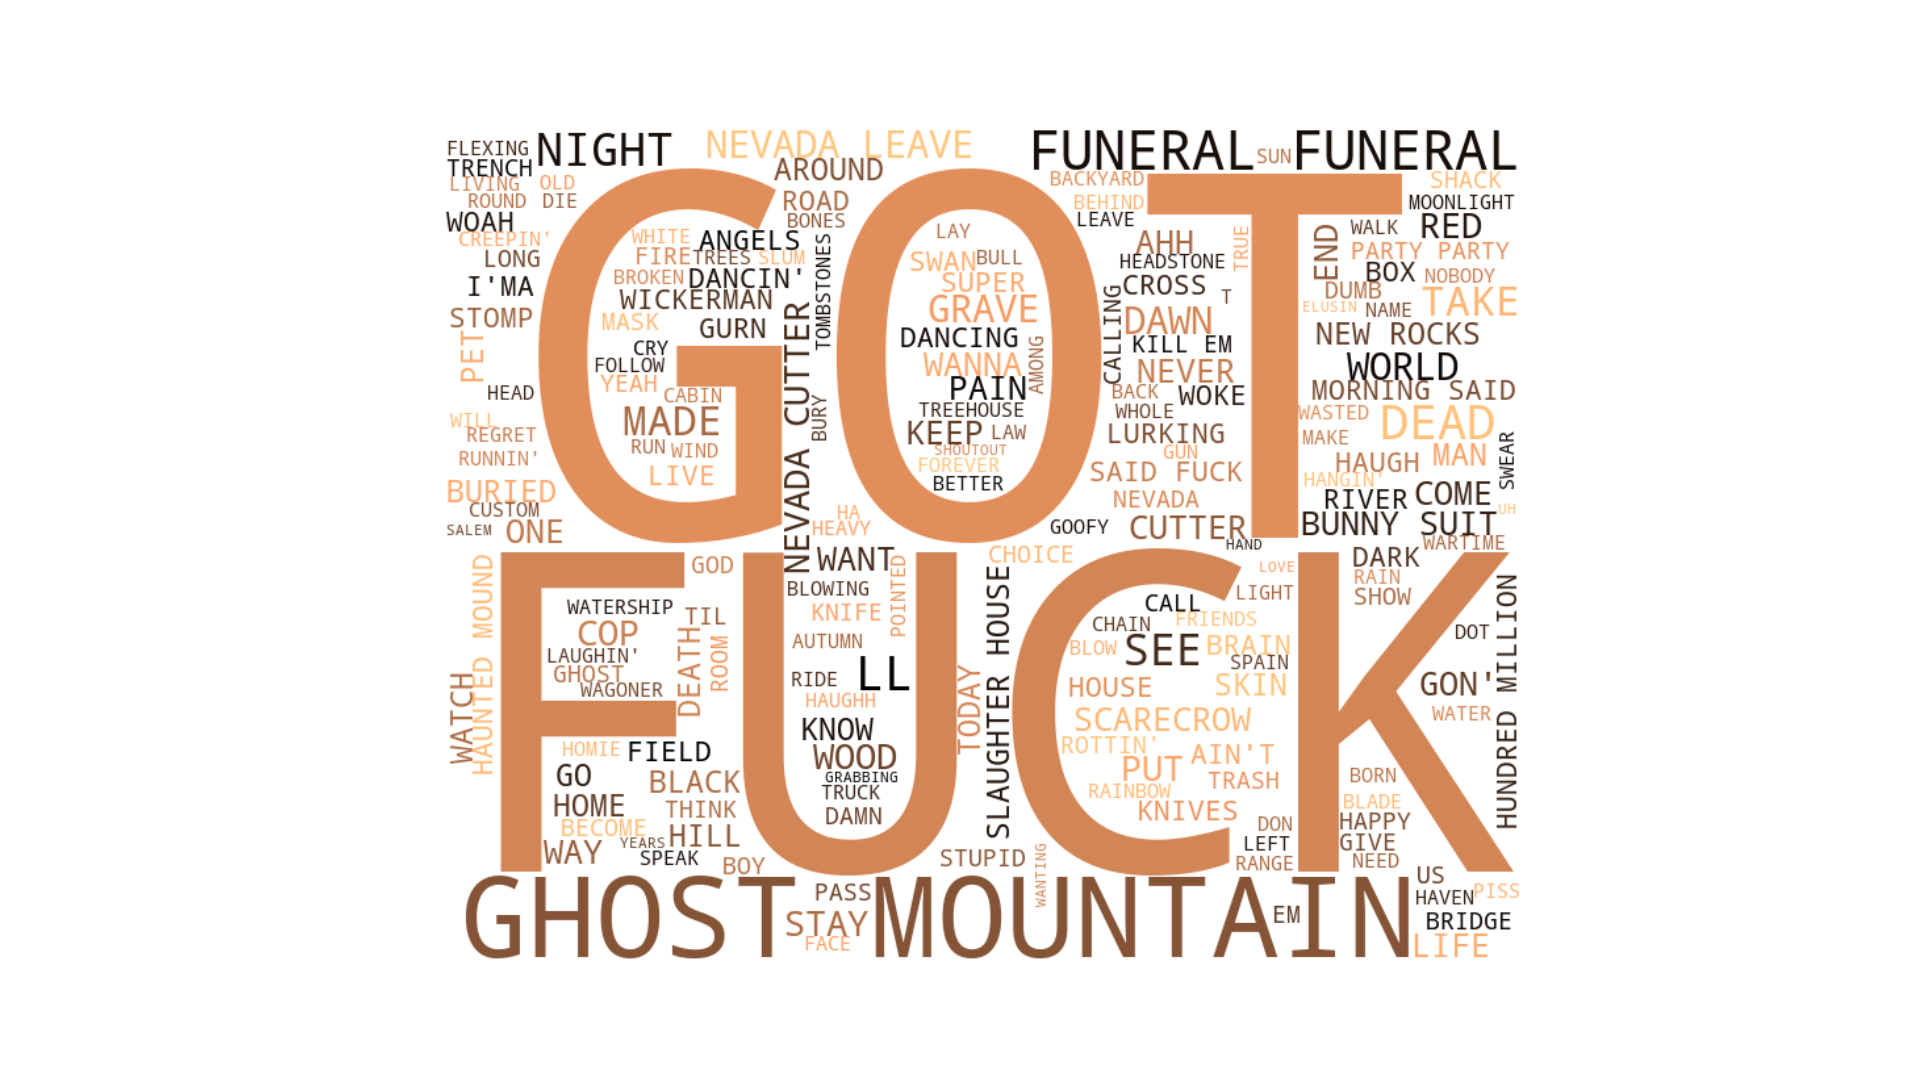 FLEXING
TRENCH
NIGHT
NEVADA LEAVE
FUNERAL
SUN
FUNERAL
LIVING
OLD
ROUND
DIE
WOAH
CREEPIN'
LONG
I'MA
STOMP
PET
HEAD
WILL
REGRET
RUNNIN'
BURIED
CUSTOM
SALEM
ONE
AROUND
ROAD
BONES
GOT
WHITE
ANGELS
FIRE
TREES
SLUM
BROKEN
DANCIN'
WICKERMAN
MASK
GURN
CRY
FOLLOW
YEAH
CABIN
MADE
RUN
WIND
LIVE
TOMBSTONES
NEVADA CUTTER
BURY
LAY
SWAN
BULL
SUPER
GRAVE
DANCING
WANNA
AMONG
PAIN
TREEHOUSE
KEEP
LAW
SHOUTOUT
FOREVER
BETTER
BACKYARD
BEHIND
LEAVE
AHH
TRUE
HEADSTONE
CROSS
T
CALLING
DAWN
KILL EM
NEVER
BACK
WOKE
WHOLE
LURKING
GUN
SAID FUCK
NEVADA
GOOFY
CUTTER
HAND
SHACK
MOONLIGHT
WALK
RED
END
PARTY PARTY
BOX
NOBODY
DUMB
ELUSIN
NAME
TAKE
NEW ROCKS
WORLD
MORNING SAID
WASTED
DEAD
MAKE
SWEAR
HAUGH
MAN
HANGIN'
RIVER
COME
UH
BUNNY SUIT
WARTIME
HA
HEAVY
WANT
CHOICE
FUCK
HAUNTED MOUND
WATCH
GOD
WATERSHIP
TIL
COP
LAUGHIN'
GHOST
WAGONER
DEATH
ROOM
HOMIE
FIELD
GO
BLACK
HOME
THINK
BECOME
YEARS
HILL
WAY
SPEAK
BOY
BLOWING
KNIFE
POINTED
AUTUMN
RIDE
LL
HAUGHH
KNOW
WOOD
GRABBING
TRUCK
DAMN
TODAY
SLAUGHTER HOUSE
STUPID
WANTING
LOVE
LIGHT
CALL
CHAIN
FRIENDS
BLOW
SEE
BRAIN
SPAIN
HOUSE
SKIN
SCARECROW
ROTTIN'
AIN'T
PUT
TRASH
RAINBOW
KNIVES
DON
LEFT
RANGE
DARK
RAIN
SHOW
DOT
HUNDRED MILLION
GON'
WATER
BORN
BLADE
HAPPY
GIVE
NEED
US
HAVEN
PISS
BRIDGE
LIFE
GHOST MOUNTAIN
PASS
STAY
FACE
EM